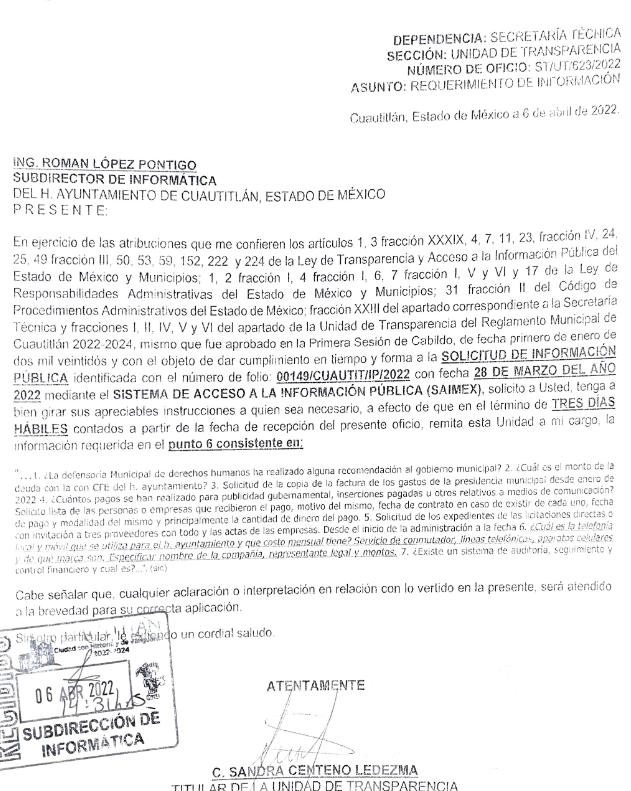 DEPENDENCIA: SECRETARÍA TÉCNICA
SECCIÓN: UNIDAD DE TRANSPARENCIA
NÚMERO DE OFICIO: ST/UT/623/2022
ASUNTO: REQUERIMIENTO DE INFORMACIÓN
Cuautitlán, Estado de México a 6 de abril de 2022.
ING. ROMAN LÓPEZ PONTIGO
SUBDIRECTOR DE INFORMÁTICA
DEL H. AYUNTAMIENTO DE CUAUTITLÁN, ESTADO DE MÉXICO
P R E S E N T E:
En ejercicio de las atribuciones que me confieren los artículos 1, 3 fracción XXXIX, 4, 7, 11, 23, fracción IV, 24,
25, 49 fracción III, 50, 53, 59, 152, 222 y 224 de la Ley de Transparencia y Acceso a la Información Pública del
Estado de México y Municipios; 1, 2 fracción I, 4 fracción I, 6, 7 fracción I, V y VI y 17 de la Ley de
Responsabilidades Administrativas del Estado de México y Municipios; 31 fracción II del Código de
Procedimientos Administrativos del Estado de México; fracción XXIII del apartado correspondiente a la Secretaría
Técnica y fracciones I, II, IV, V y VI del apartado de la Unidad de Transparencia del Reglamento Municipal de
Cuautitlán 2022-2024, mismo que fue aprobado en la Primera Sesión de Cabildo, de fecha primero de enero de
dos mil veintidós y con el objeto de dar cumplimiento en tiempo y forma a la SOLICITUD DE INFORMACIÓN
PÚBLICA identificada con el número de folio: 00149/CUAUTIT/IP/2022 con fecha 28 DE MARZO DEL AÑO
2022 mediante el SISTEMA DE ACCESO A LA INFORMACIÓN PÚBLICA (SAIMEX), solicito a Usted, tenga a
bien girar sus apreciables instrucciones a quien sea necesario, a efecto de que en el término de TRES DÍAS
HÁBILES contados a partir de la fecha de recepción del presente oficio, remita esta Unidad a mi cargo, la
información requerida en el punto 6 consistente en:
"…1. ¿La defensoría Municipal de derechos humanos ha realizado alguna recomendación al gobierno municipal? 2. ¿Cuál es el monto de la
deuda con la con CFE del h. ayuntamiento? 3. Solicitud de la copia de la factura de los gastos de la presidencia municipal desde enero de
2022 4. ¿Cuántos pagos se han realizado para publicidad gubernamental, inserciones pagadas u otros relativos a medios de comunicación?
Solicito lista de las personas o empresas que recibieron el pago, motivo del mismo, fecha de contrato en caso de existir de cada uno, fecha
de pago y modalidad del mismo y principalmente la cantidad de dinero del pago. 5. Solicitud de los expedientes de las licitaciones directas o
con invitación a tres proveedores con todo y las actas de las empresas. Desde el inicio de la administración a la fecha 6. ¿Cuál es la telefonía
local y móvil que se utiliza para el h. ayuntamiento y que costo mensual tiene? Servicio de conmutador, líneas telefónicas, aparatos celulares
y de que marca son. Especificar nombre de la compañía, representante legal y montos. 7. ¿Existe un sistema de auditoría, seguimiento y
control financiero y cual es?…". (sic)
Cabe señalar que, cualquier aclaración o interpretación en relación con lo vertido en la presente, será atendido
a la brevedad para su correcta aplicación.
Sin otro particular, le extiendo un cordial saludo.
RECIBIDO
Ciudad con Historia y de Vanguardia
2022-2024
06 ABR 2022
14:31hrs
SUBDIRECCIÓN DE
INFORMÁTICA
ATENTAMENTE
C. SANDRA CENTENO LEDEZMA
TITULAR DE LA UNIDAD DE TRANSPARENCIA